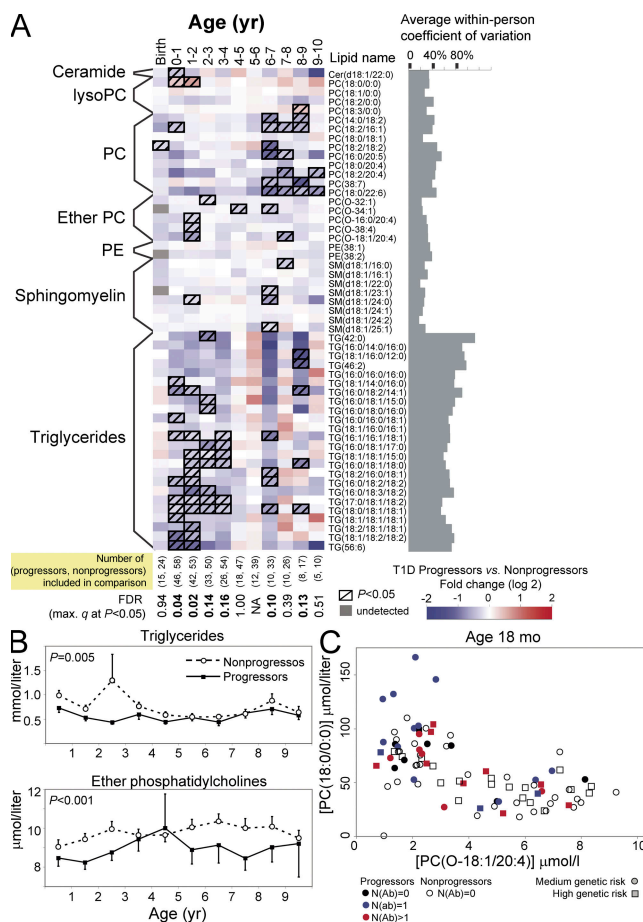 A
Age (yr)
Average within-person
coefficient of variation
Birth
0-1
1-2
2-3
3-4
4-5
5-6
6-7
7-8
8-9
9-10
Lipid name
0 40% 80%
Ceramide
lysoPC
PC
Ether PC
PE
Sphingomyelin
Triglycerides
Cer(d18:1/22:0)
PC(18:0/0:0)
PC(18:1/0:0)
PC(18:2/0:0)
PC(18:3/0:0)
PC(14:0/18:2)
PC(18:2/16:1)
PC(18:0/18:1)
PC(18:2/18:2)
PC(16:0/20:5)
PC(18:0/20:4)
PC(18:2/20:4)
PC(38:7)
PC(18:0/22:6)
PC(O-32:1)
PC(O-34:1)
PC(O-16:0/20:4)
PC(O-38:4)
PC(O-18:1/20:4)
PE(38:1)
PE(38:2)
SM(d18:1/16:0)
SM(d18:1/16:1)
SM(d18:1/22:0)
SM(d18:1/23:1)
SM(d18:1/24:0)
SM(d18:1/24:1)
SM(d18:1/24:2)
SM(d18:1/25:1)
TG(42:0)
TG(16:0/14:0/16:0)
TG(18:1/16:0/12:0)
TG(46:2)
TG(16:0/16:0/16:0)
TG(18:1/14:0/16:0)
TG(16:0/18:2/14:1)
TG(16:0/18:1/15:0)
TG(16:0/18:0/16:0)
TG(16:0/16:0/18:1)
TG(18:1/16:0/16:1)
TG(16:1/16:1/18:1)
TG(16:0/18:1/17:0)
TG(18:1/18:1/15:0)
TG(16:0/18:1/18:0)
TG(18:2/16:0/18:1)
TG(16:0/18:2/18:2)
TG(16:0/18:3/18:2)
TG(17:0/18:1/18:2)
TG(18:0/18:1/18:1)
TG(18:1/18:1/18:1)
TG(18:2/18:1/18:1)
TG(18:1/18:2/18:2)
TG(56:6)
Number of
(progressors, nonprogressors)
included in comparison
(15, 24)
(46, 58)
(42, 53)
(33, 50)
(26, 54)
(18, 47)
(12, 39)
(10, 33)
(10, 26)
(8, 17)
(5, 10)
FDR
(max. q at P<0.05)
0.94
0.04
0.02
0.14
0.16
1.00
NA
0.10
0.39
0.13
0.51
P<0.05
undetected
T1D Progressors vs. Nonprogressors
Fold change (log 2)
-2 -1 0 1 2
B
Triglycerides
P=0.005
Nonprogressos
Progressors
mmol/liter
1.5
1.0
0.5
1 2 3 4 5 6 7 8 9
Ether phosphatidylcholines
P<0.001
µmol/liter
12
10
8
1 2 3 4 5 6 7 8 9
Age (yr)
C
Age 18 mo
[PC(18:0/0:0)] µmol/liter
150
100
50
0
0 2 4 6 8 10
[PC(O-18:1/20:4)] µmol/l
Progressors
N(Ab)=0
N(ab)=1
N(Ab)>1
Nonprogressors
N(Ab)=0
Medium genetic risk
High genetic risk